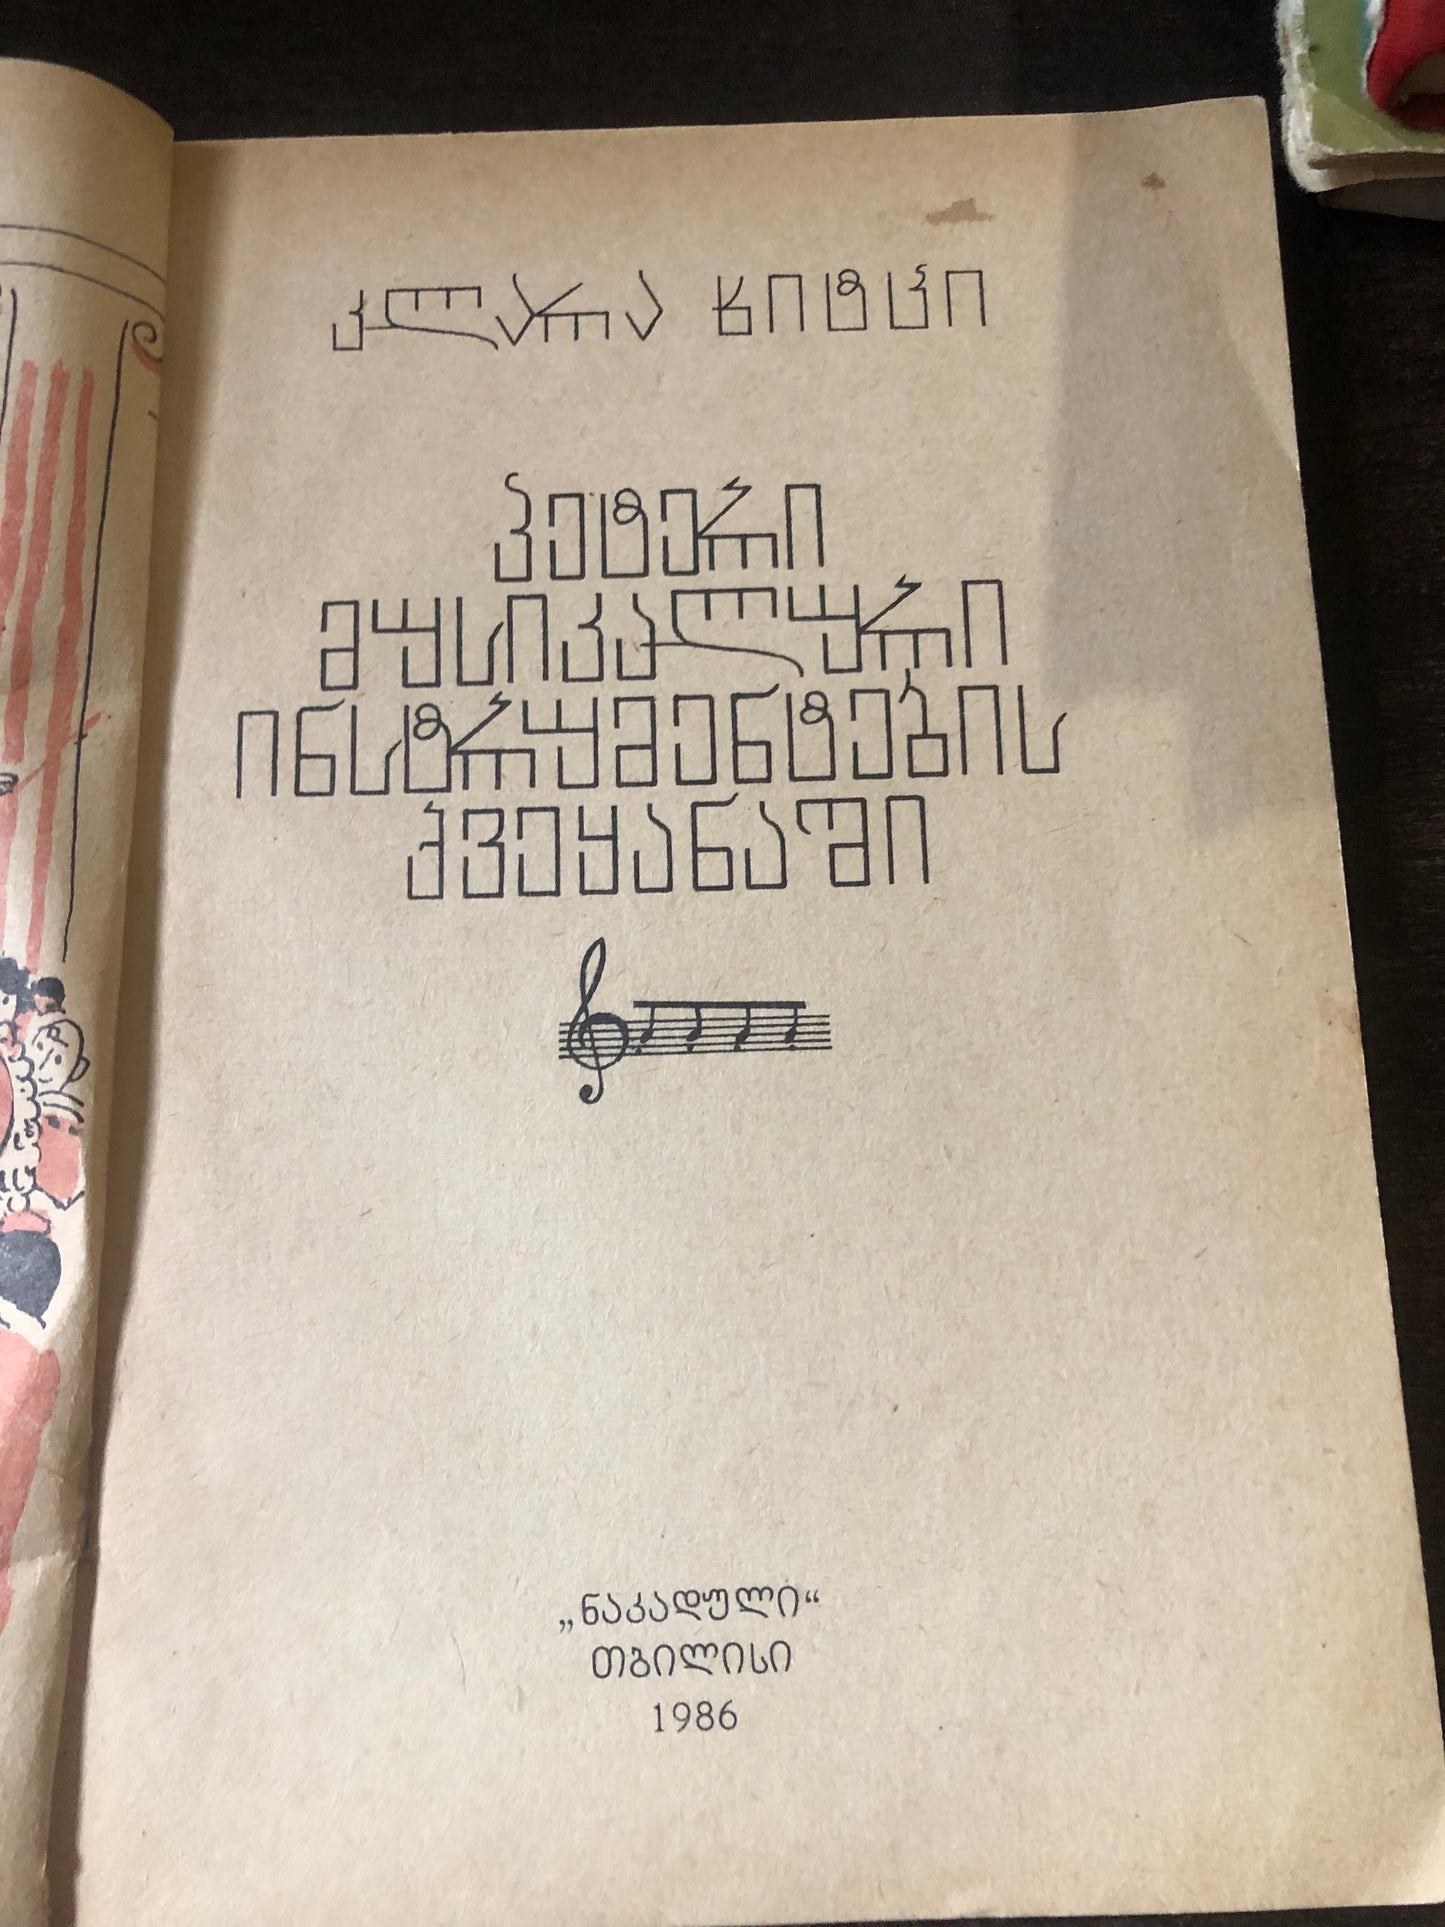 კლარა
პეტერი
მუსიკალური
ინსტრუმენტების
ქვეყანაში
„ნაკადული“
თბილისი
1986